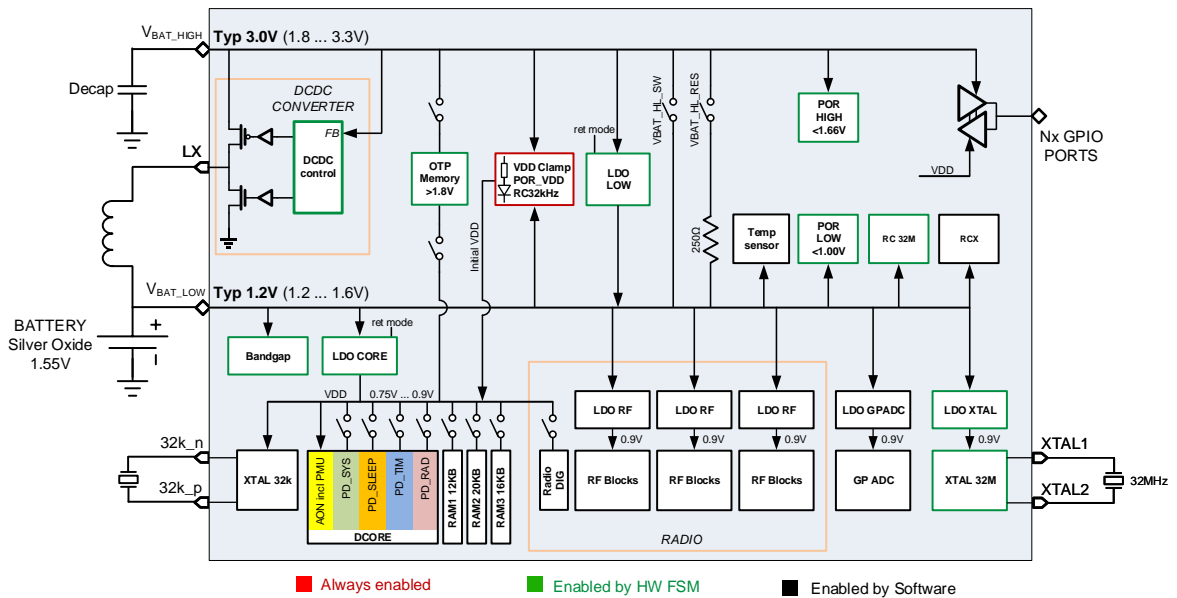 VBAT_HIGH
Typ 3.0V (1.8 ... 3.3V)
Decap
DCDC
CONVERTER
FB
DCDC
control
LX
OTP
Memory
>1.8V
VDD Clamp
POR_VDD
RC32kHz
ret mode
LDO
LOW
VBAT_HL_SW
VBAT_HL_RES
POR
HIGH
<1.66V
Nx GPIO
PORTS
VDD
Initial VDD
250Ω
Temp
sensor
POR
LOW
<1.00V
RC 32M
RCX
VBAT_LOW
Typ 1.2V (1.2 ... 1.6V)
BATTERY
Silver Oxide
1.55V
+
Bandgap
ret mode
LDO CORE
VDD
0.75V ... 0.9V
LDO RF
LDO RF
LDO RF
LDO GPADC
LDO XTAL
0.9V
0.9V
0.9V
0.9V
0.9V
32k_n
32k_p
XTAL 32k
AON incl PMU
PD_SYS
PD_SLEEP
PD_TIM
PD_RAD
DCORE
RAM1 12KB
RAM2 20KB
RAM3 16KB
Radio
DIG
RF Blocks
RF Blocks
RF Blocks
RADIO
GP ADC
XTAL 32M
XTAL1
XTAL2
32MHz
Always enabled
Enabled by HW FSM
Enabled by Software